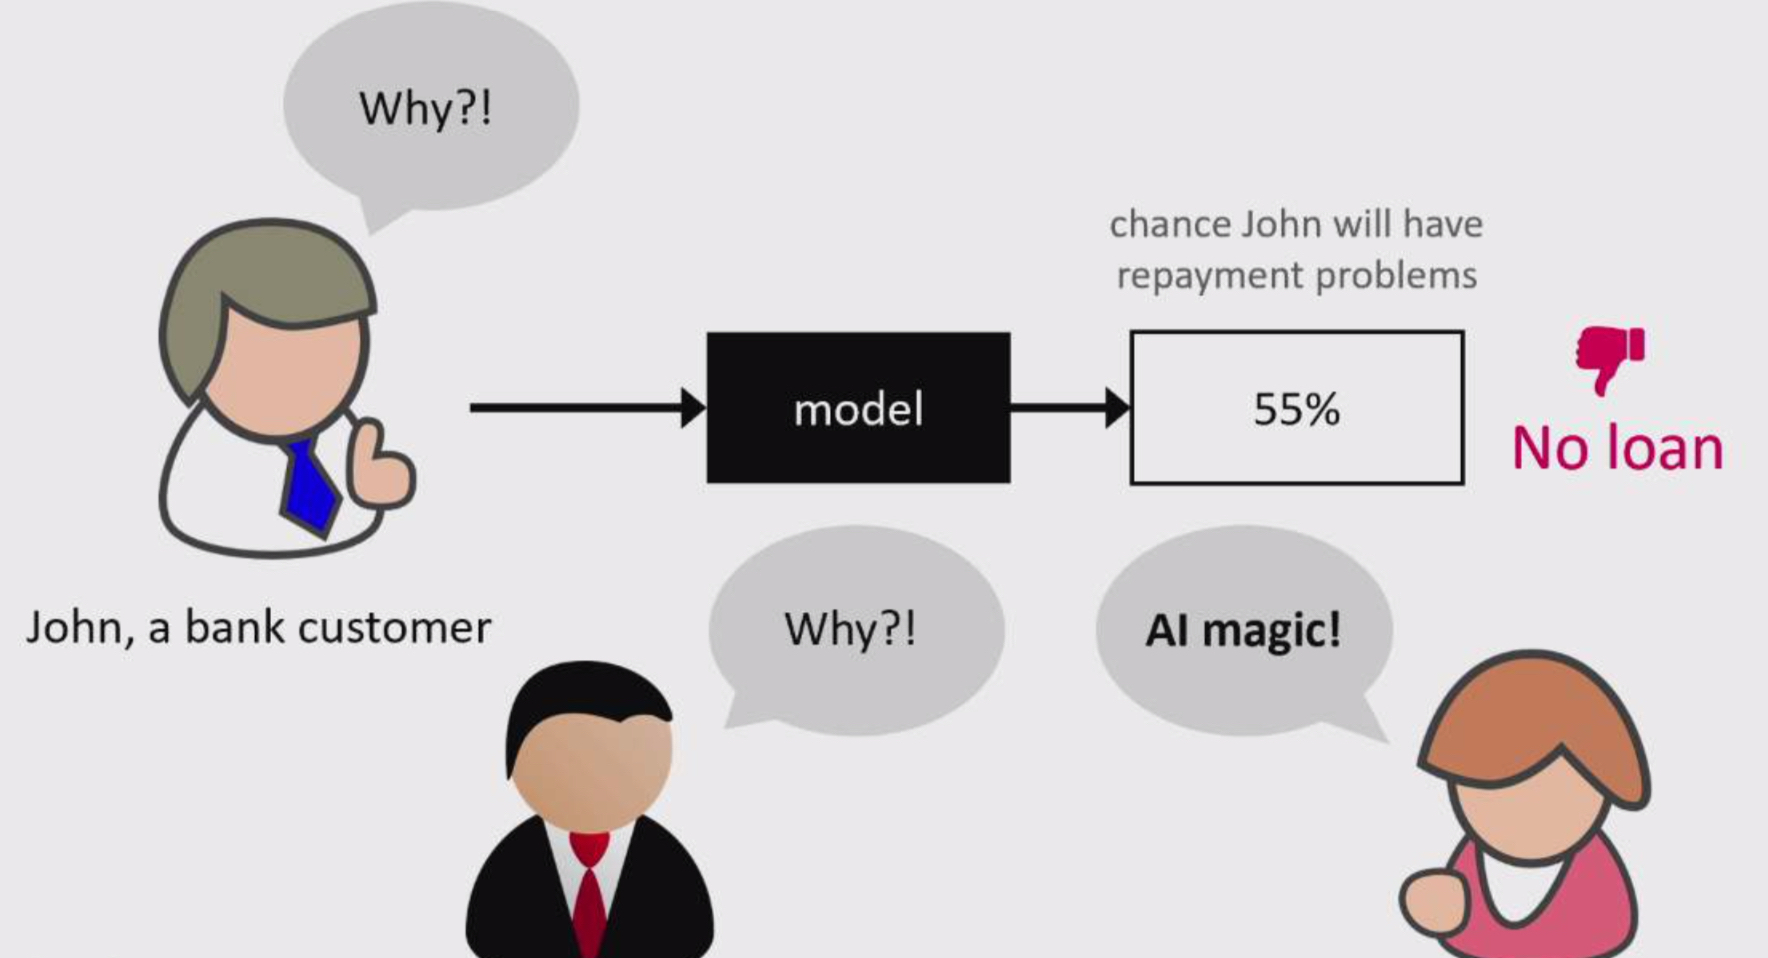 Why?!
chance John will have
repayment problems
model
55%
No loan
John, a bank customer
Why?!
AI magic!